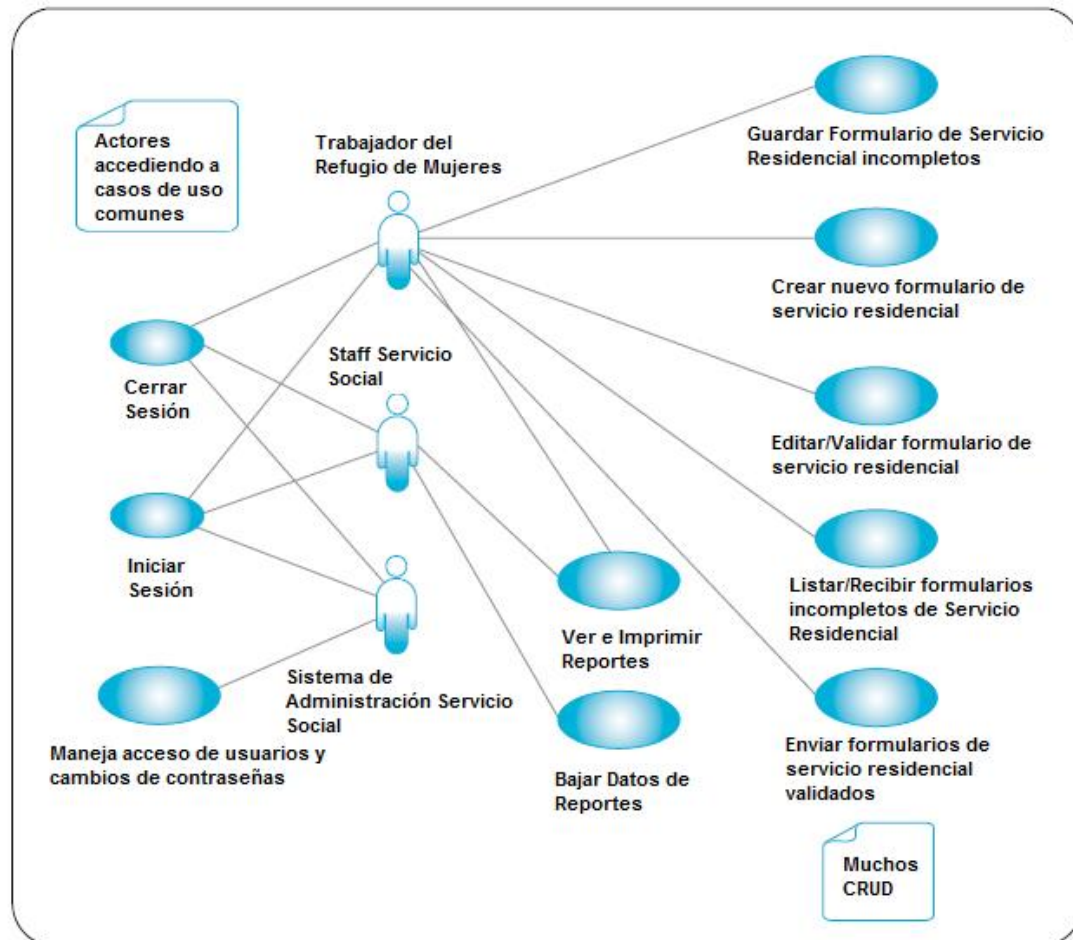 Actores
accediendo a
casos de uso
comunes
Trabajador del
Refugio de Mujeres
Guardar Formulario de Servicio
Residencial incompletos
Crear nuevo formulario de
servicio residencial
Cerrar
Sesión
Staff Servicio
Social
Editar/Validar formulario de
servicio residencial
Iniciar
Sesión
Listar/Recibir formularios
incompletos de Servicio
Residencial
Ver e Imprimir
Reportes
Sistema de
Administración Servicio
Social
Maneja acceso de usuarios y
cambios de contraseñas
Bajar Datos de
Reportes
Enviar formularios de
servicio residencial
validados
Muchos
CRUD